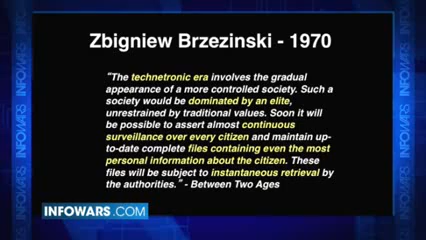 Zbigniew Brzezinski - 1970
"The technetronic era involves the gradual
appearance of a more controlled society. Such a
society would be dominated by an elite,
unrestrained by traditional values. Soon it will
be possible to assert almost continuous
surveillance over every citizen and maintain up-
to-date complete files containing even the most
personal information about the citizen. These
files will be subject to instantaneous retrieval by
the authorities." - Between Two Ages
INFOWARS.COM
INFOWARS
INFOWARS